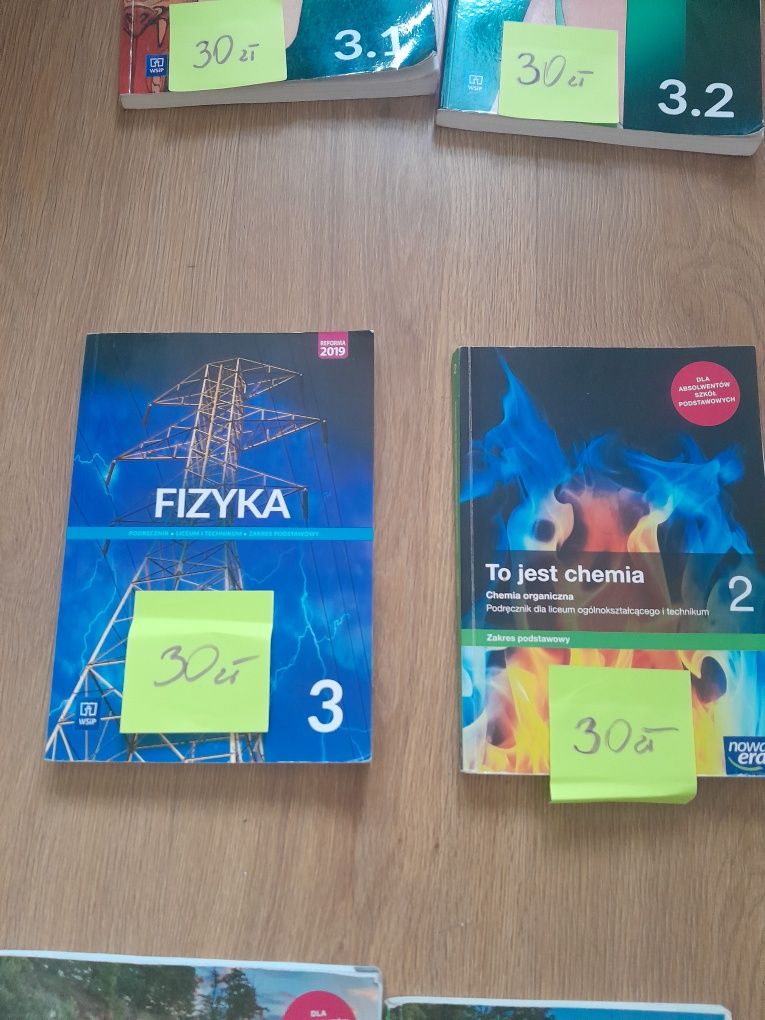 WSiP
30 zł
3.1
WSiP
30 zł
3.2
REFORMA
2019
FIZYKA
PODRĘCZNIK • LICEUM I TECHNIKUM • ZAKRES PODSTAWOWY
30 zł
WSiP
3
DLA
ABSOLWENTÓW
SZKÓŁ
PODSTAWOWYCH
To jest chemia
2
Chemia organiczna
Podręcznik dla liceum ogólnokształcącego i technikum
Zakres podstawowy
30 zł
nowa
era
DLA